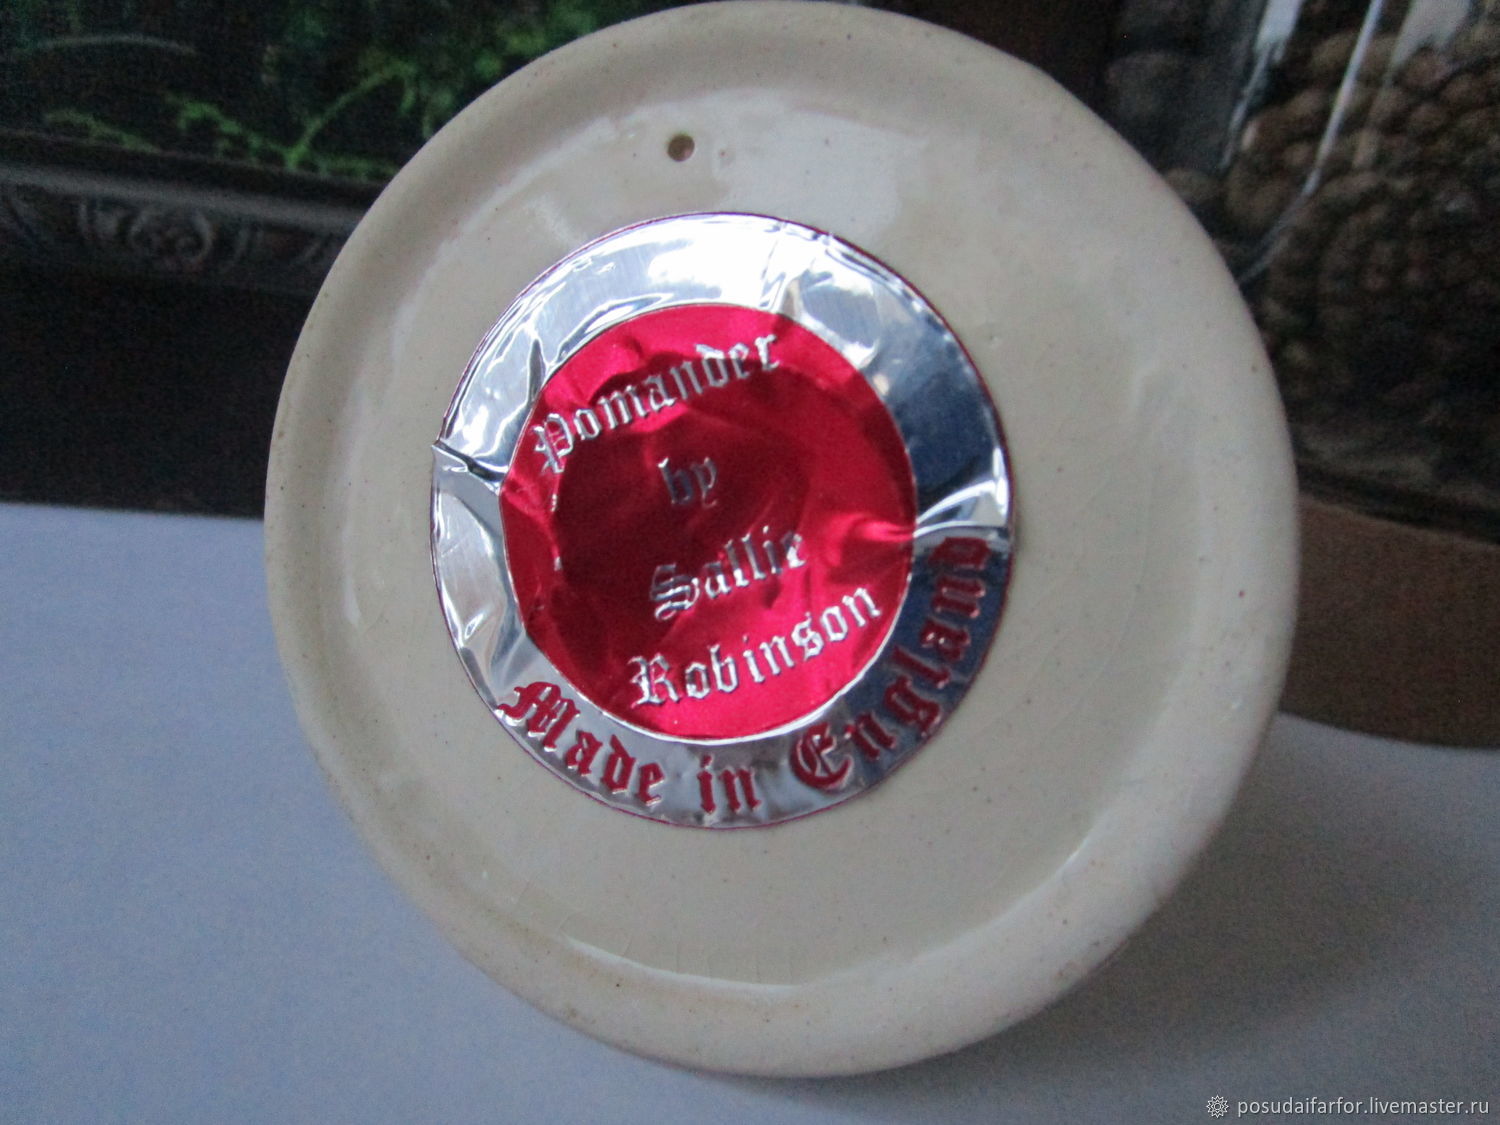 Pomander
by
Sallie
Robinson
Made in England
posudaifarfor.livemaster.ru